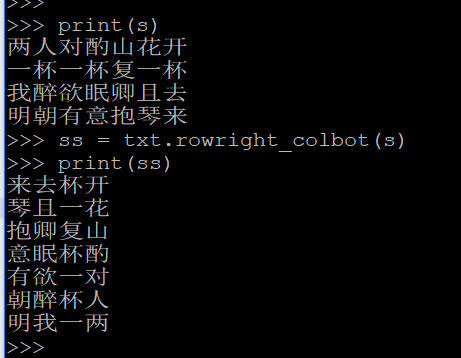 >>>
>>> print(s)
两人对酌山花开
一杯一杯复一杯
我醉欲眠卿且去
明朝有意抱琴来
>>> ss = txt.rowright_colbot(s)
>>> print(ss)
来去杯开
琴且一花
抱卿复山
意眠杯酌
有欲一对
朝醉杯人
明我一两
>>>